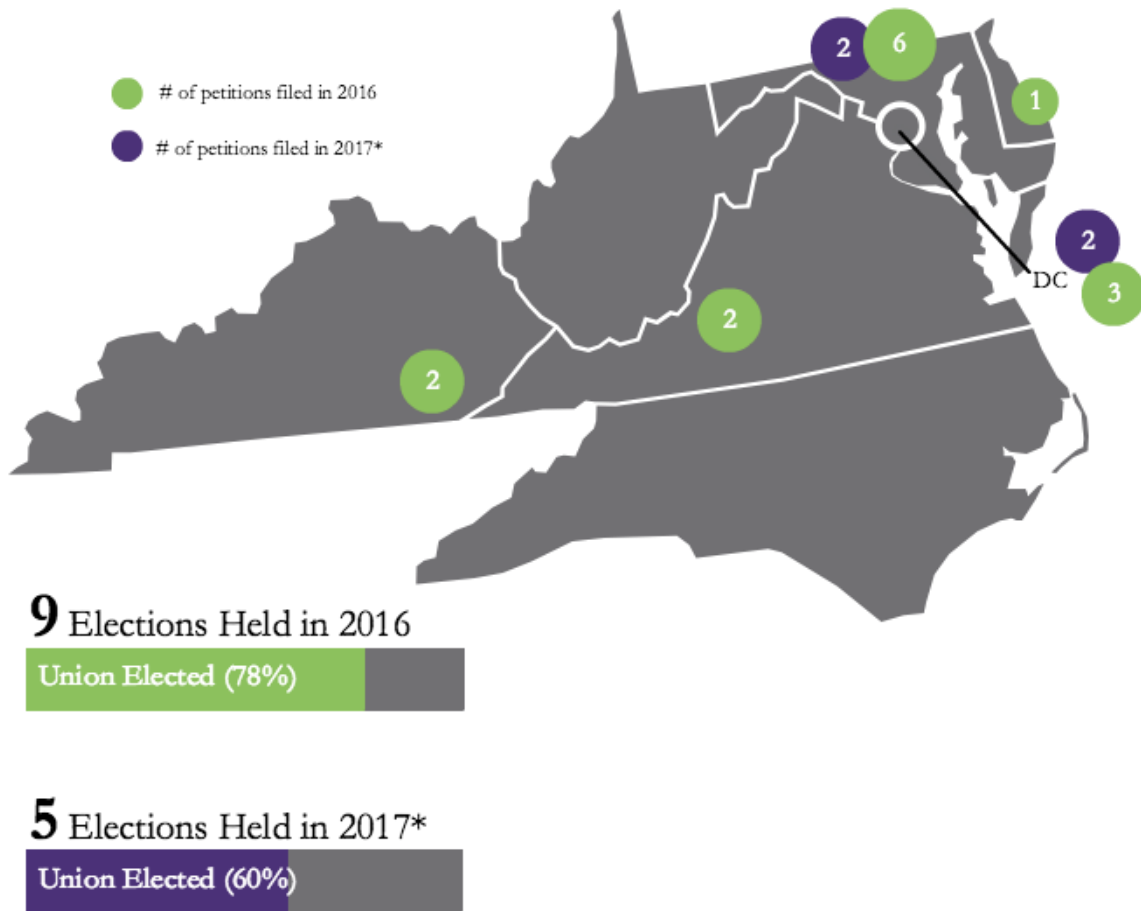 2 6
# of petitions filed in 2016
1
# of petitions filed in 2017*
2
DC
3
2
2
9 Elections Held in 2016
Union Elected (78%)
5 Elections Held in 2017*
Union Elected (60%)